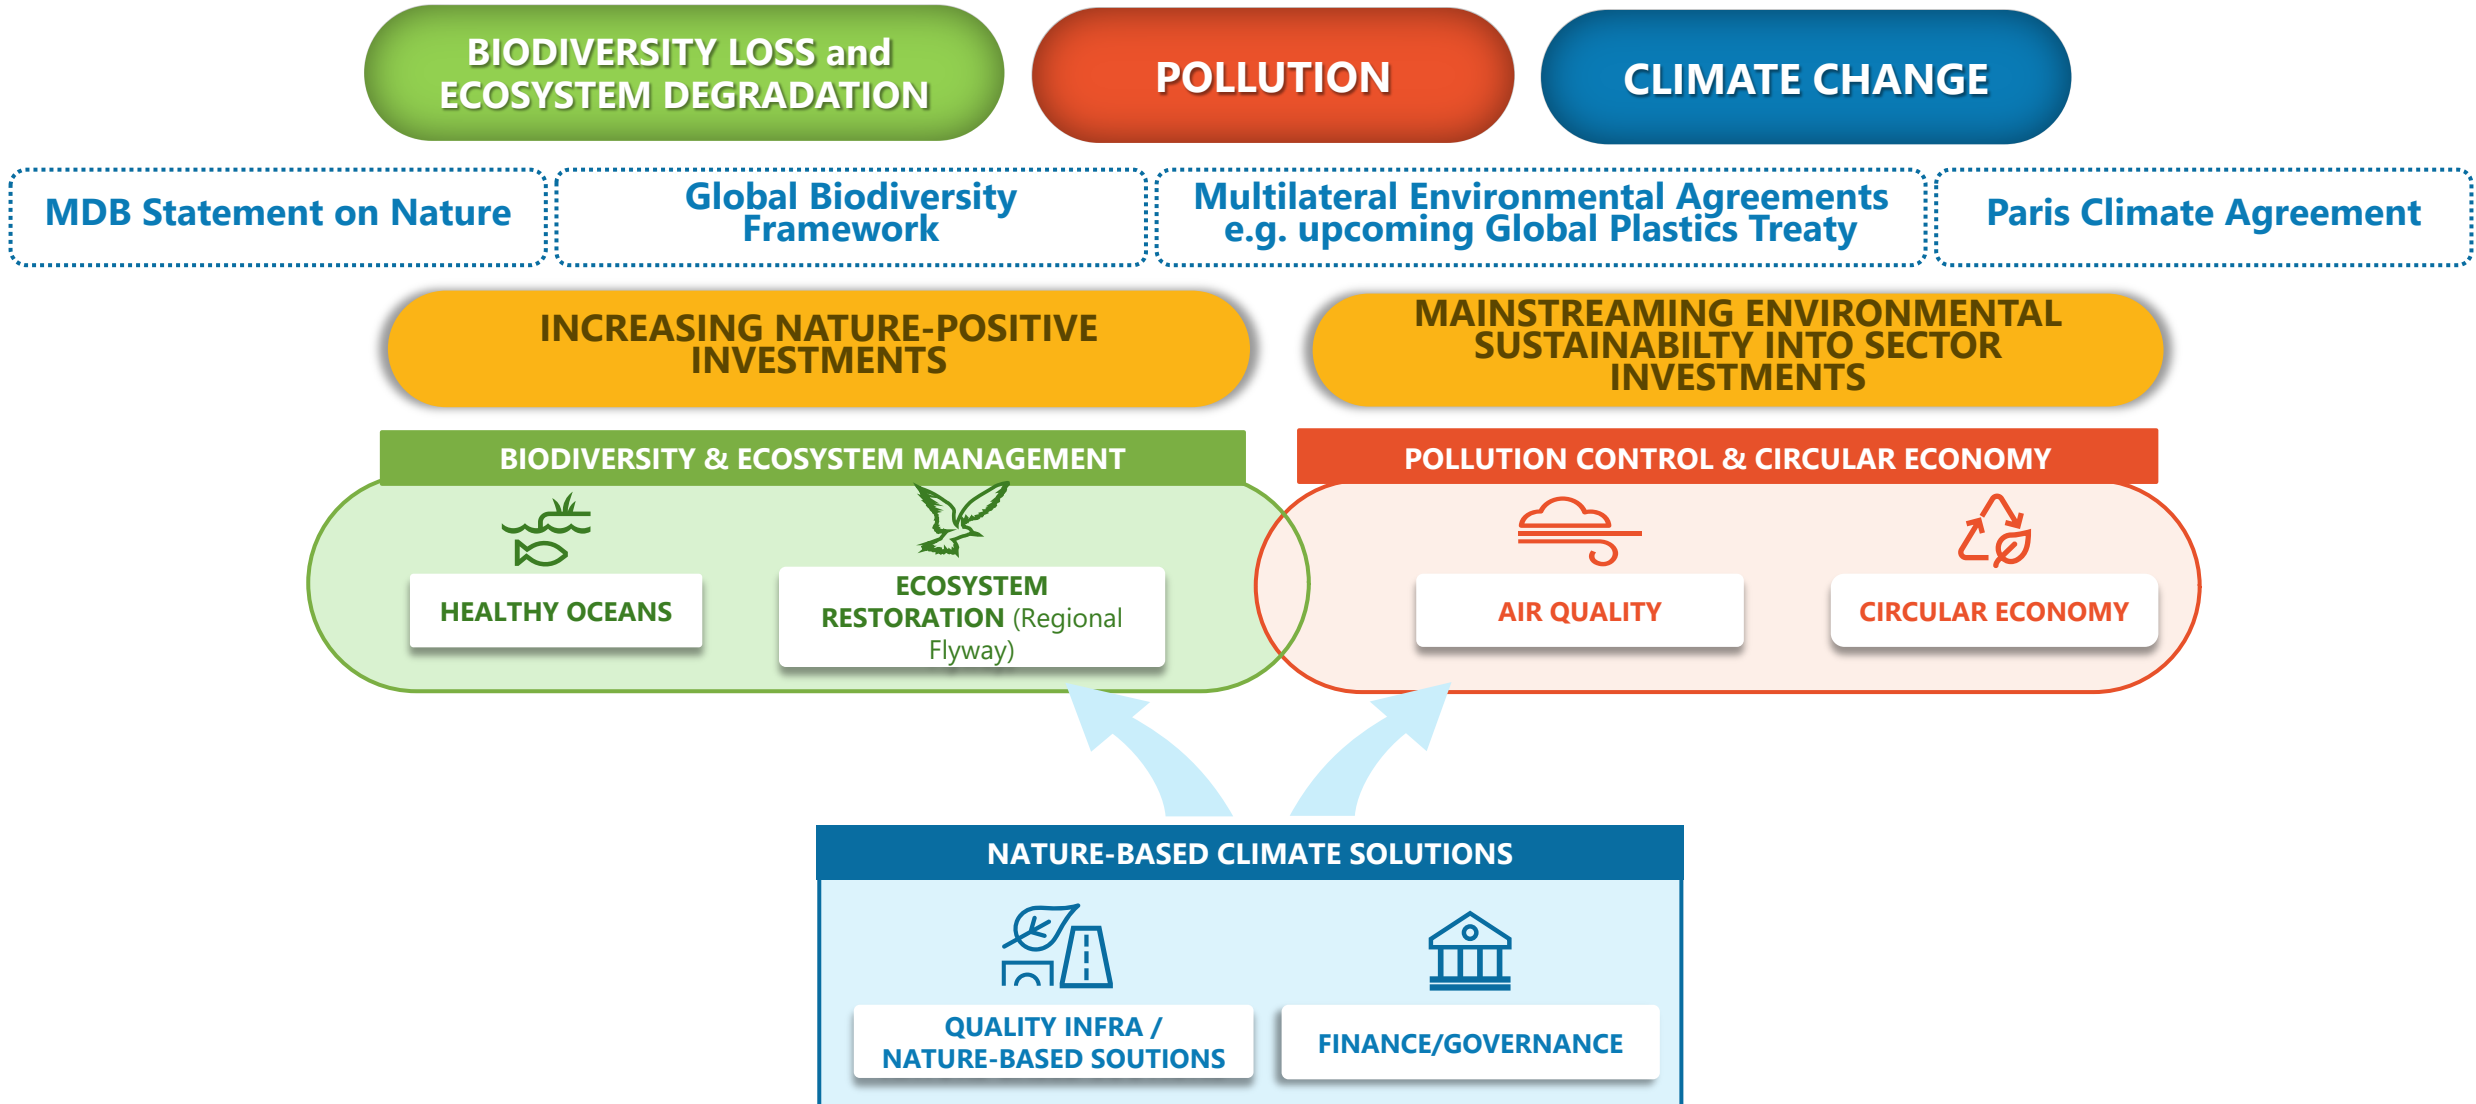 BIODIVERSITY LOSS and
ECOSYSTEM DEGRADATION
POLLUTION
CLIMATE CHANGE
MDB Statement on Nature
Global Biodiversity
Framework
Multilateral Environmental Agreements
e.g. upcoming Global Plastics Treaty
Paris Climate Agreement
INCREASING NATURE-POSITIVE
INVESTMENTS
MAINSTREAMING ENVIRONMENTAL
SUSTAINABILTY INTO SECTOR
INVESTMENTS
BIODIVERSITY & ECOSYSTEM MANAGEMENT
POLLUTION CONTROL & CIRCULAR ECONOMY
HEALTHY OCEANS
ECOSYSTEM
RESTORATION (Regional
Flyway)
AIR QUALITY
CIRCULAR ECONOMY
NATURE-BASED CLIMATE SOLUTIONS
QUALITY INFRA /
NATURE-BASED SOUTIONS
FINANCE/GOVERNANCE